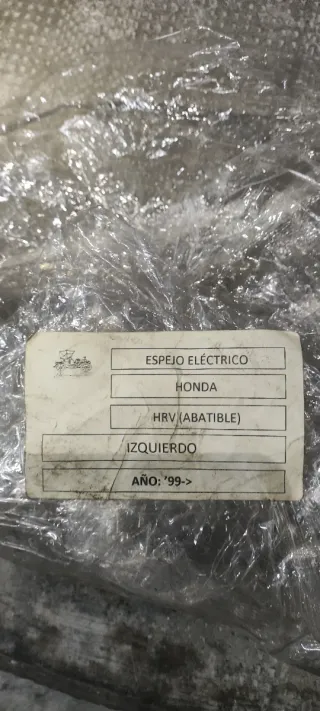 ESPEJO ELÉCTRICO
HONDA
HRV (ABATIBLE)
IZQUIERDO
AÑO: '99->